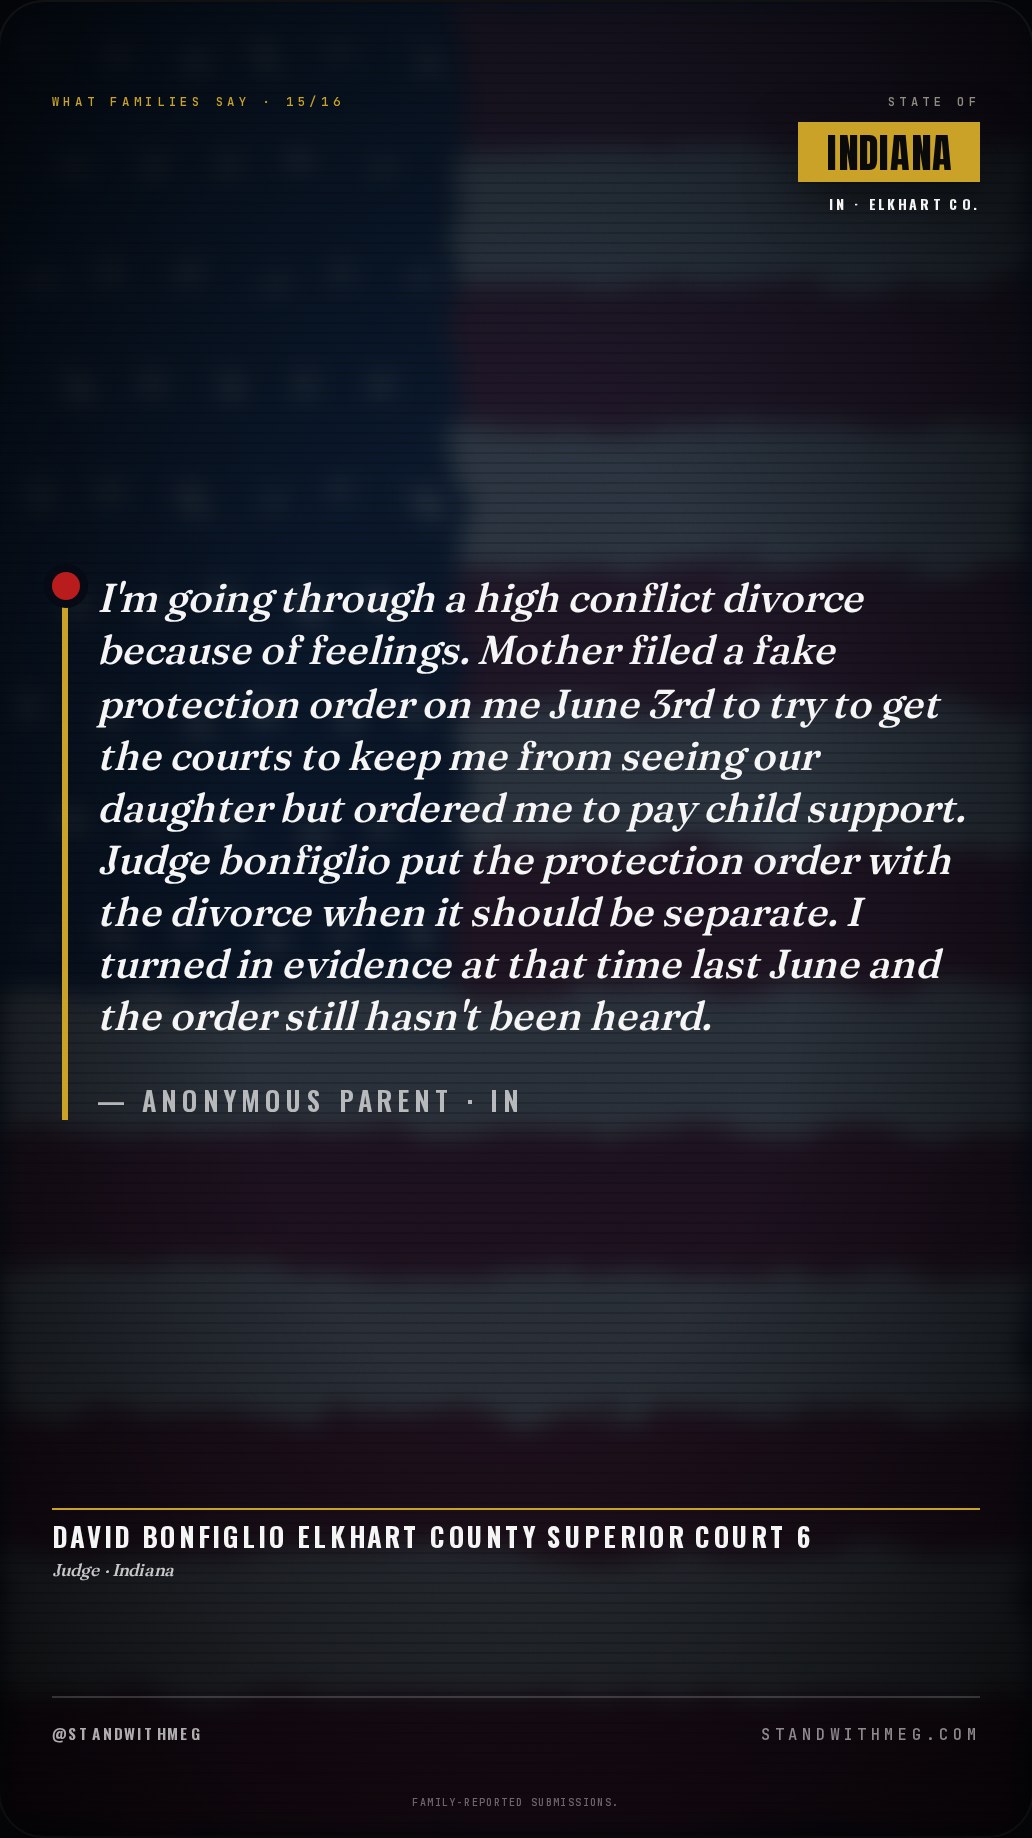 WHAT FAMILIES SAY · 15/16
STATE OF
INDIANA
IN · ELKHART CO.
I'm going through a high conflict divorce
because of feelings. Mother filed a fake
protection order on me June 3rd to try to get
the courts to keep me from seeing our
daughter but ordered me to pay child support.
Judge bonfiglio put the protection order with
the divorce when it should be separate. I
turned in evidence at that time last June and
the order still hasn't been heard.
— ANONYMOUS PARENT · IN
DAVID BONFIGLIO ELKHART COUNTY SUPERIOR COURT 6
Judge · Indiana
@STANDWITHMEG
STANDWITHMEG.COM
FAMILY-REPORTED SUBMISSIONS.